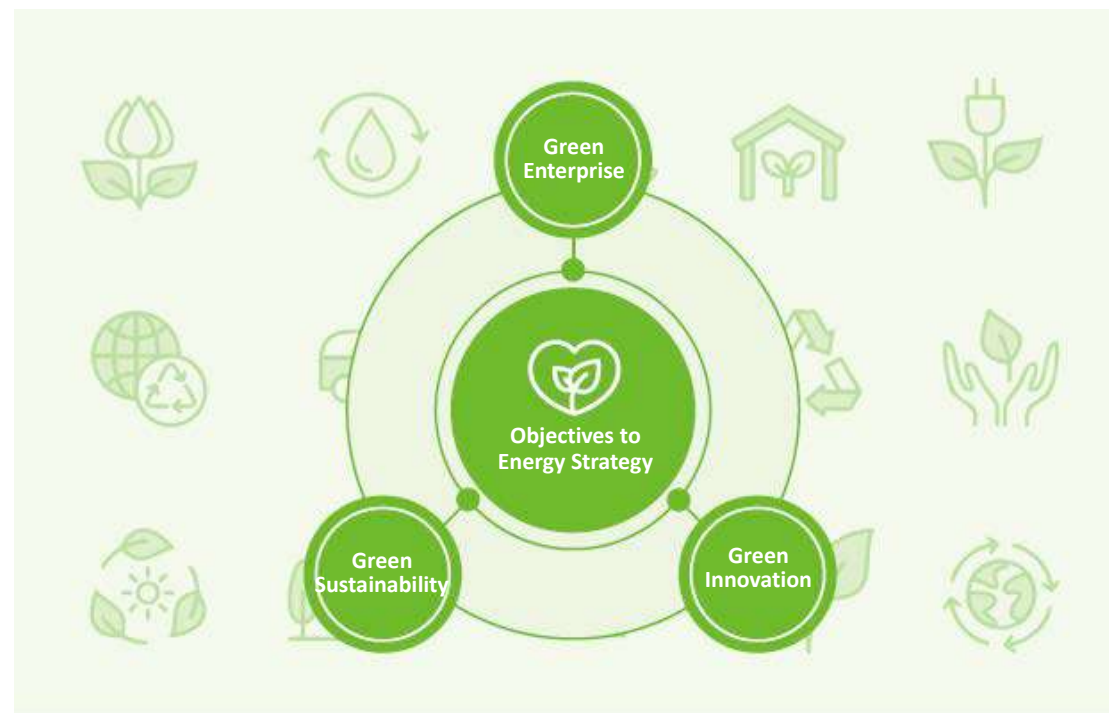 Green
Enterprise
Objectives to
Energy Strategy
Green
Sustainability
Green
Innovation